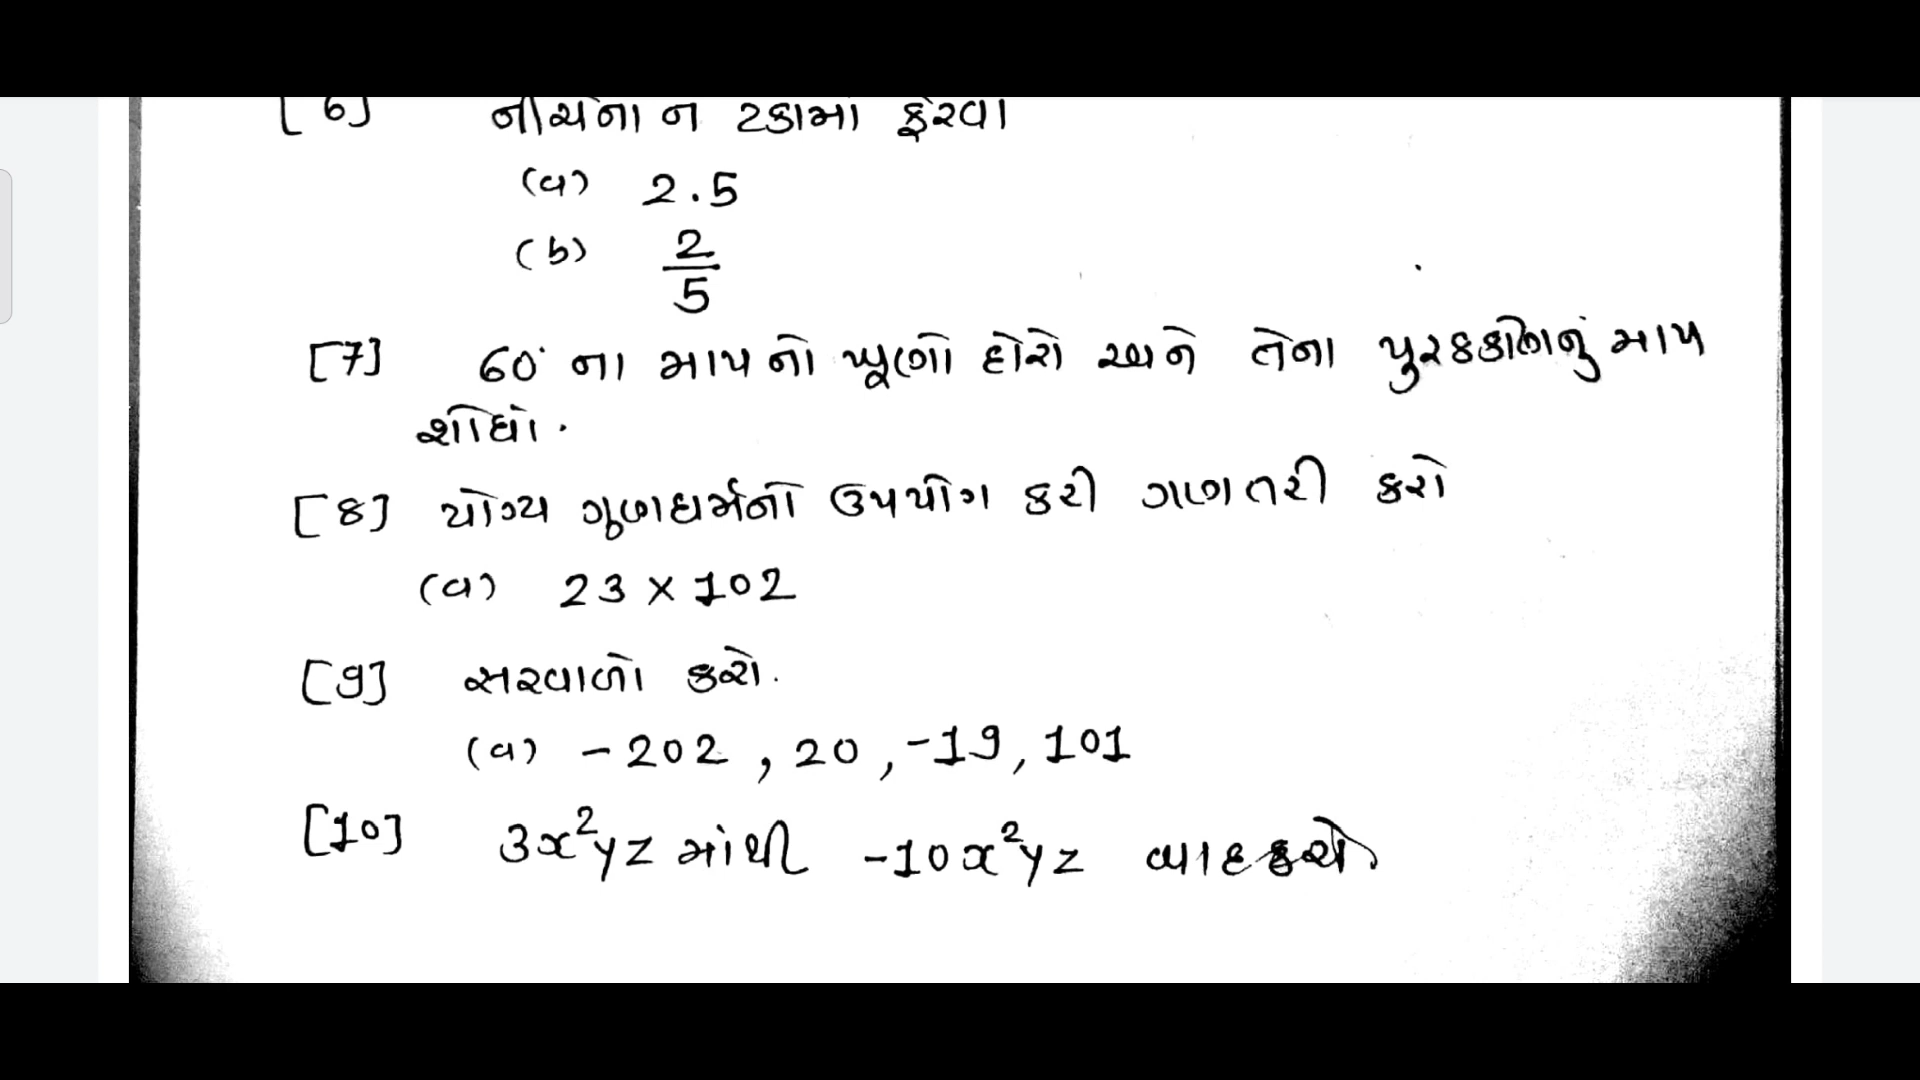 [6] નીચેના ને ટકામાં ફેરવો
(a) 2.5
(b) 2/5
[7] 60° ના માપનો ખૂણો દોરો અને તેના પુરકકોણનું માપ
શોધો.
[8] યોગ્ય ગુણધર્મનો ઉપયોગ કરી ગણતરી કરો
(a) 23 × 102
[9] સરવાળો કરો.
(a) -202, 20, -19, 101
[10] 3x²yz માંથી -10x²yz બાદ કરો